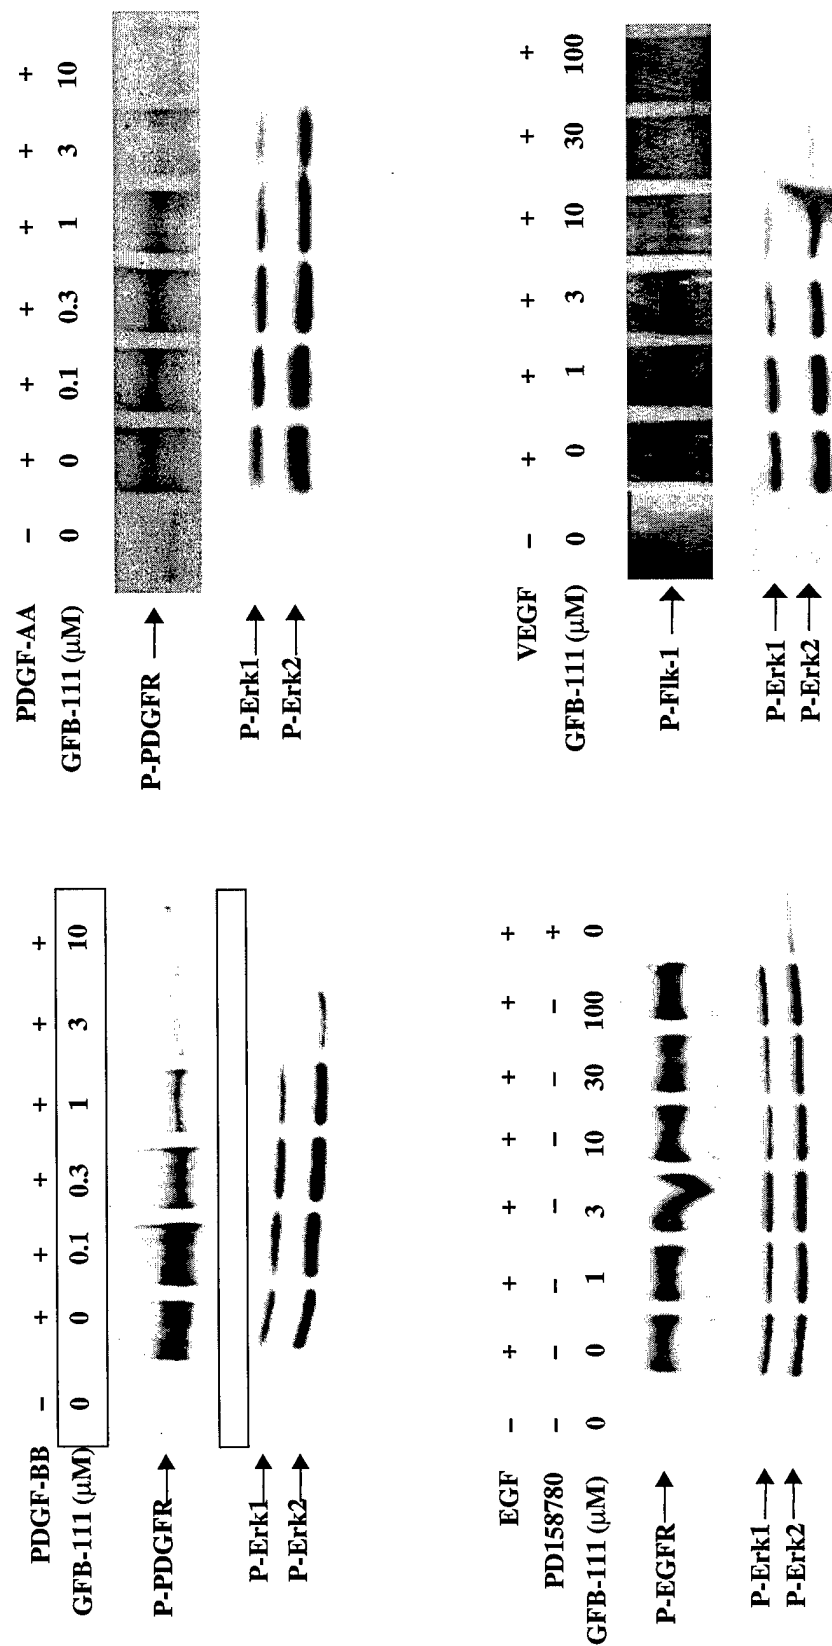 PDGF-BB − + + + + + +
GFB-111 (μM) 0 0 0.1 0.3 1 3 10
P-PDGFR
P-Erk1
P-Erk2
PDGF-AA − + + + + + +
GFB-111 (μM) 0 0 0.1 0.3 1 3 10
P-PDGFR
P-Erk1
P-Erk2
EGF − + + + + + + +
PD158780 − − − − − − − +
GFB-111 (μM) 0 0 1 3 10 30 100 0
P-EGFR
P-Erk1
P-Erk2
VEGF − + + + + + +
GFB-111 (μM) 0 0 1 3 10 30 100
P-Flk-1
P-Erk1
P-Erk2